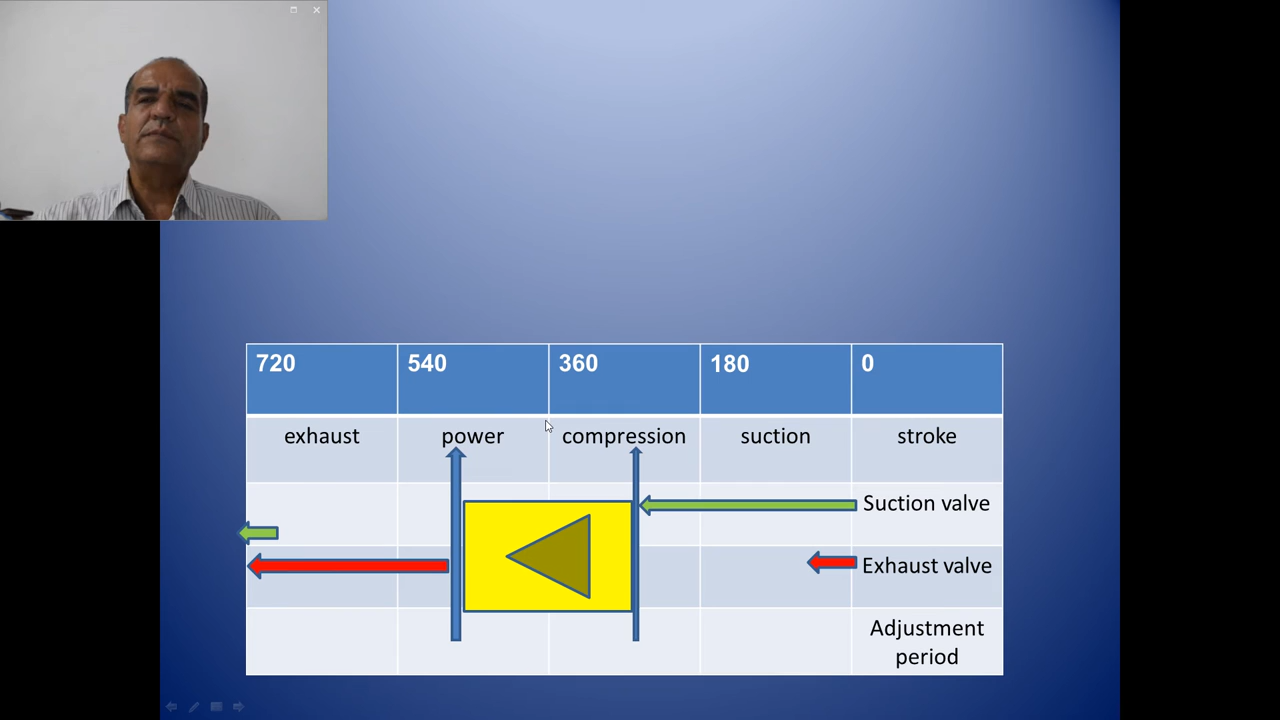 720 540 360 180 0
exhaust power compression suction stroke
Suction valve
Exhaust valve
Adjustment
period